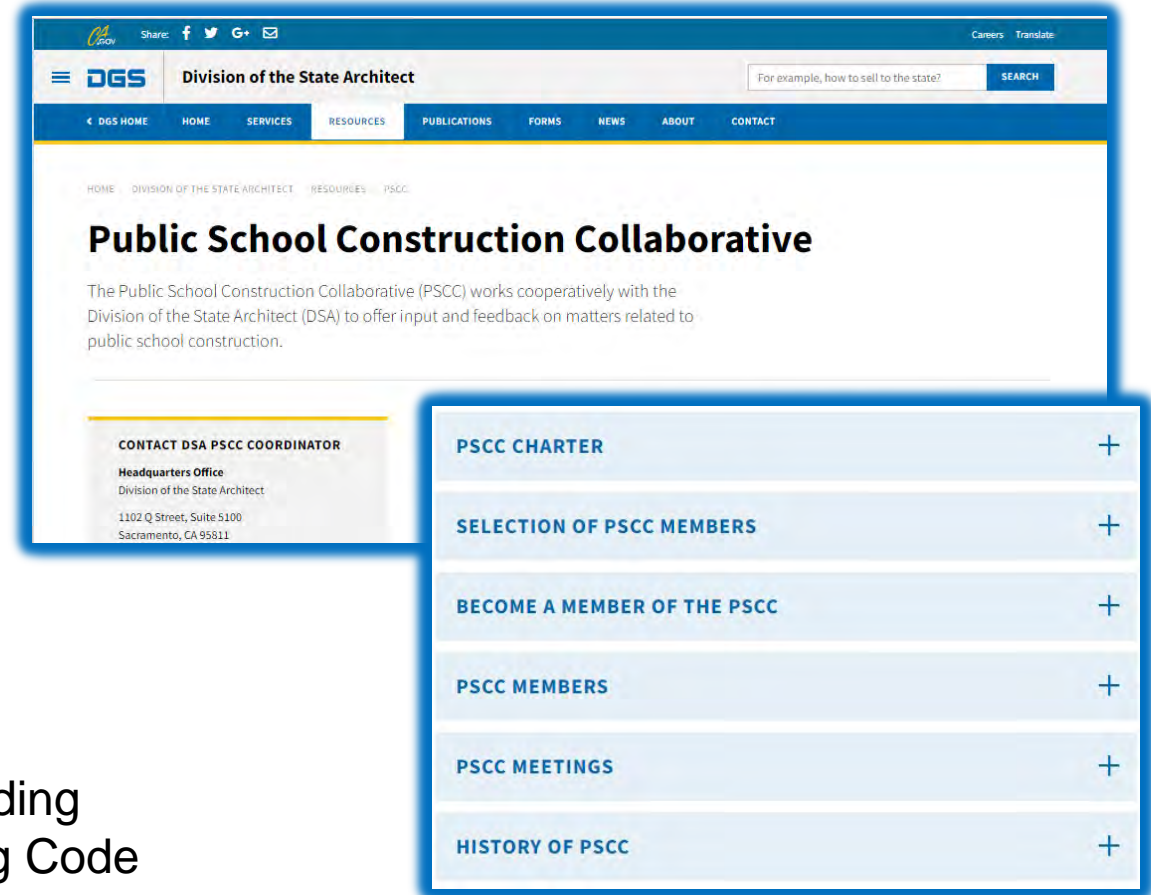 CA.GOV Share: Careers Translate
DGS Division of the State Architect For example, how to sell to the state? SEARCH
DGS HOME HOME SERVICES RESOURCES PUBLICATIONS FORMS NEWS ABOUT CONTACT
HOME DIVISION OF THE STATE ARCHITECT RESOURCES PSCC
Public School Construction Collaborative
The Public School Construction Collaborative (PSCC) works cooperatively with the
Division of the State Architect (DSA) to offer input and feedback on matters related to
public school construction.
CONTACT DSA PSCC COORDINATOR
Headquarters Office
Division of the State Architect
1102 Q Street, Suite 5100
Sacramento, CA 95811
PSCC CHARTER
SELECTION OF PSCC MEMBERS
BECOME A MEMBER OF THE PSCC
PSCC MEMBERS
PSCC MEETINGS
HISTORY OF PSCC
ding
g Code